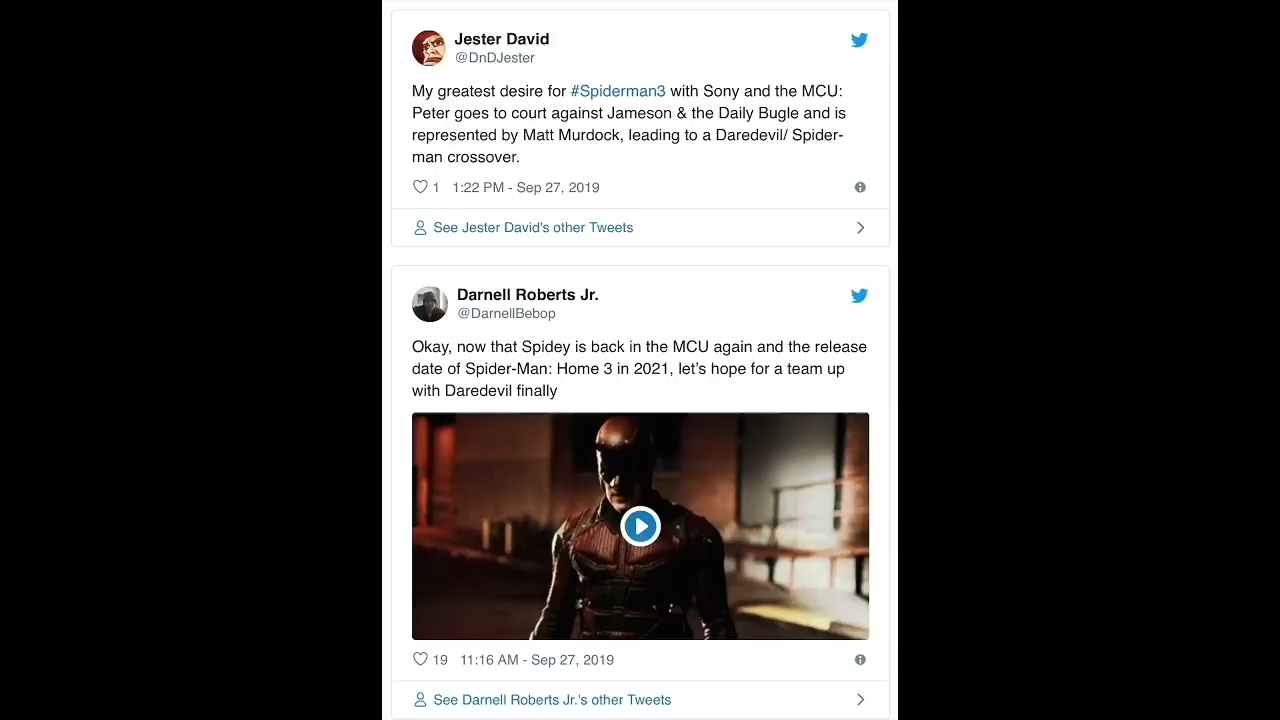 Jester David
@DnDJester
My greatest desire for #Spiderman3 with Sony and the MCU:
Peter goes to court against Jameson & the Daily Bugle and is
represented by Matt Murdock, leading to a Daredevil/ Spider-
man crossover.
1 1:22 PM - Sep 27, 2019
See Jester David's other Tweets
Darnell Roberts Jr.
@DarnellBebop
Okay, now that Spidey is back in the MCU again and the release
date of Spider-Man: Home 3 in 2021, let’s hope for a team up
with Daredevil finally
19 11:16 AM - Sep 27, 2019
See Darnell Roberts Jr.'s other Tweets